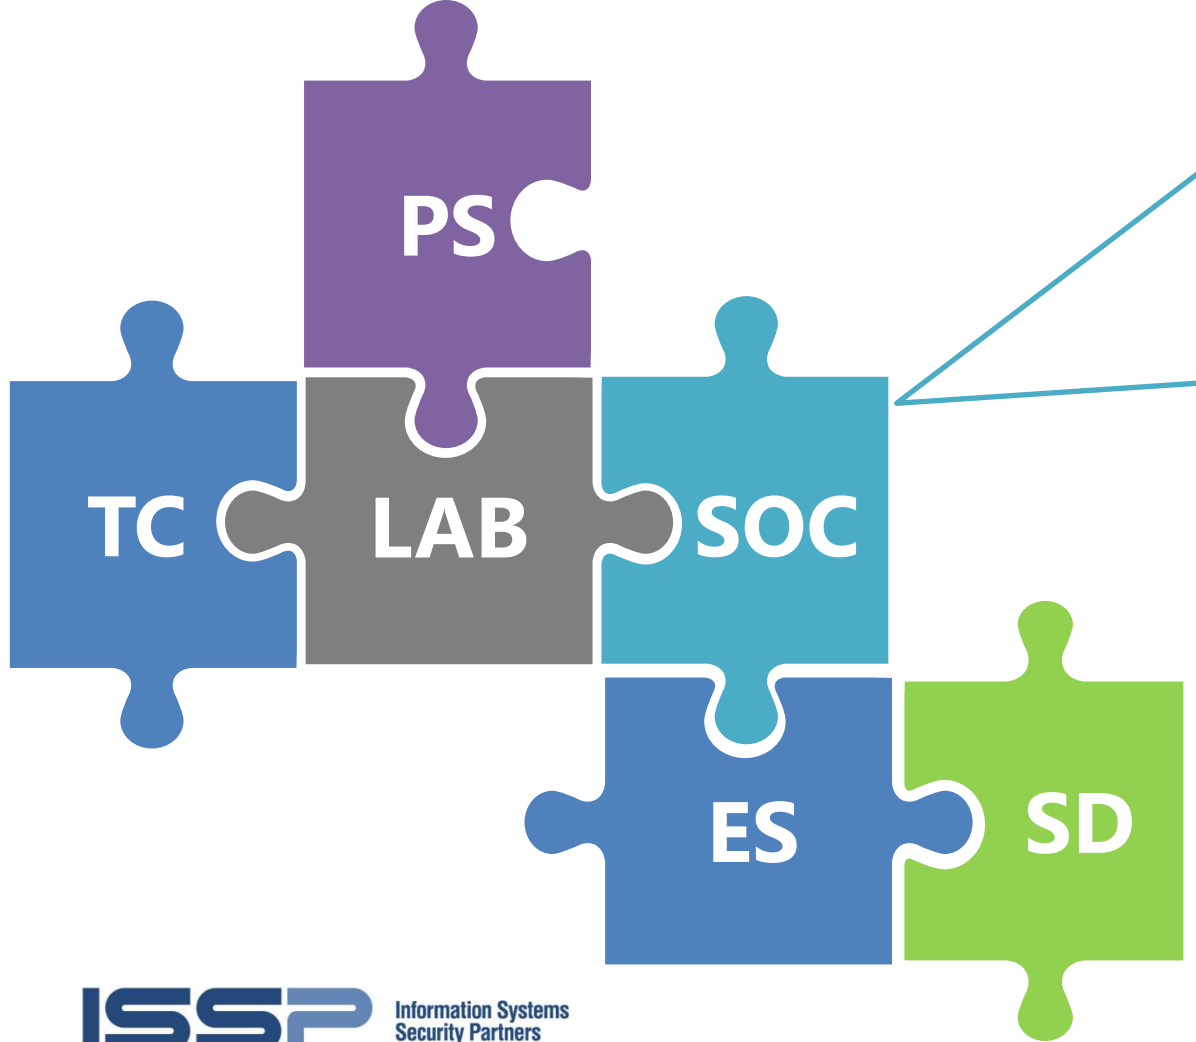 PS
TC
LAB
SOC
ES
SD
ISSP
Information Systems
Security Partners